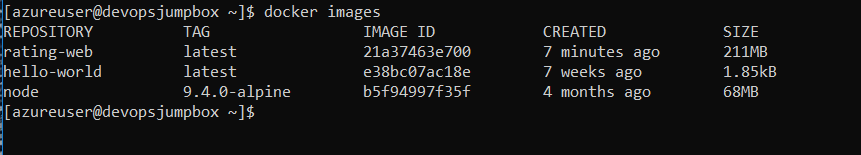 [azureuser@devopsjumpbox ~]$ docker images
REPOSITORY TAG IMAGE ID CREATED SIZE
rating-web latest 21a37463e700 7 minutes ago 211MB
hello-world latest e38bc07ac18e 7 weeks ago 1.85kB
node 9.4.0-alpine b5f94997f35f 4 months ago 68MB
[azureuser@devopsjumpbox ~]$